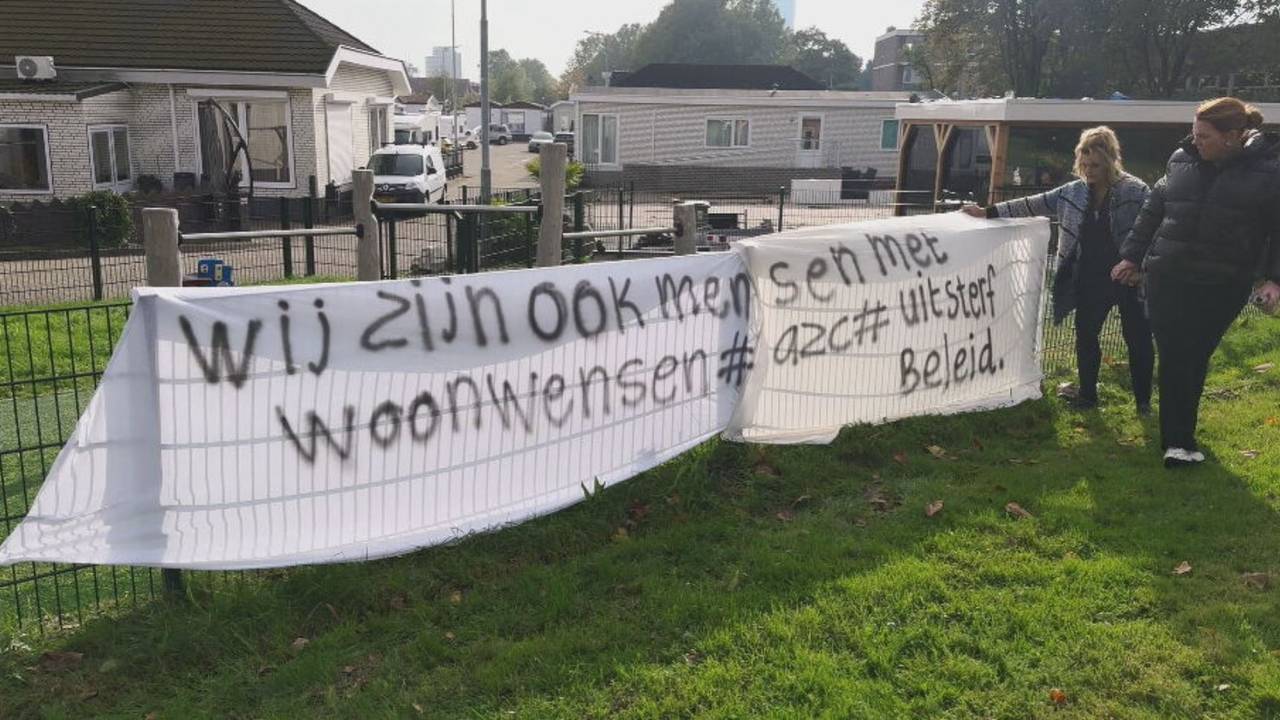 Wij zijn ook mensen met
woonwensen # azc# uitsterf
Beleid.